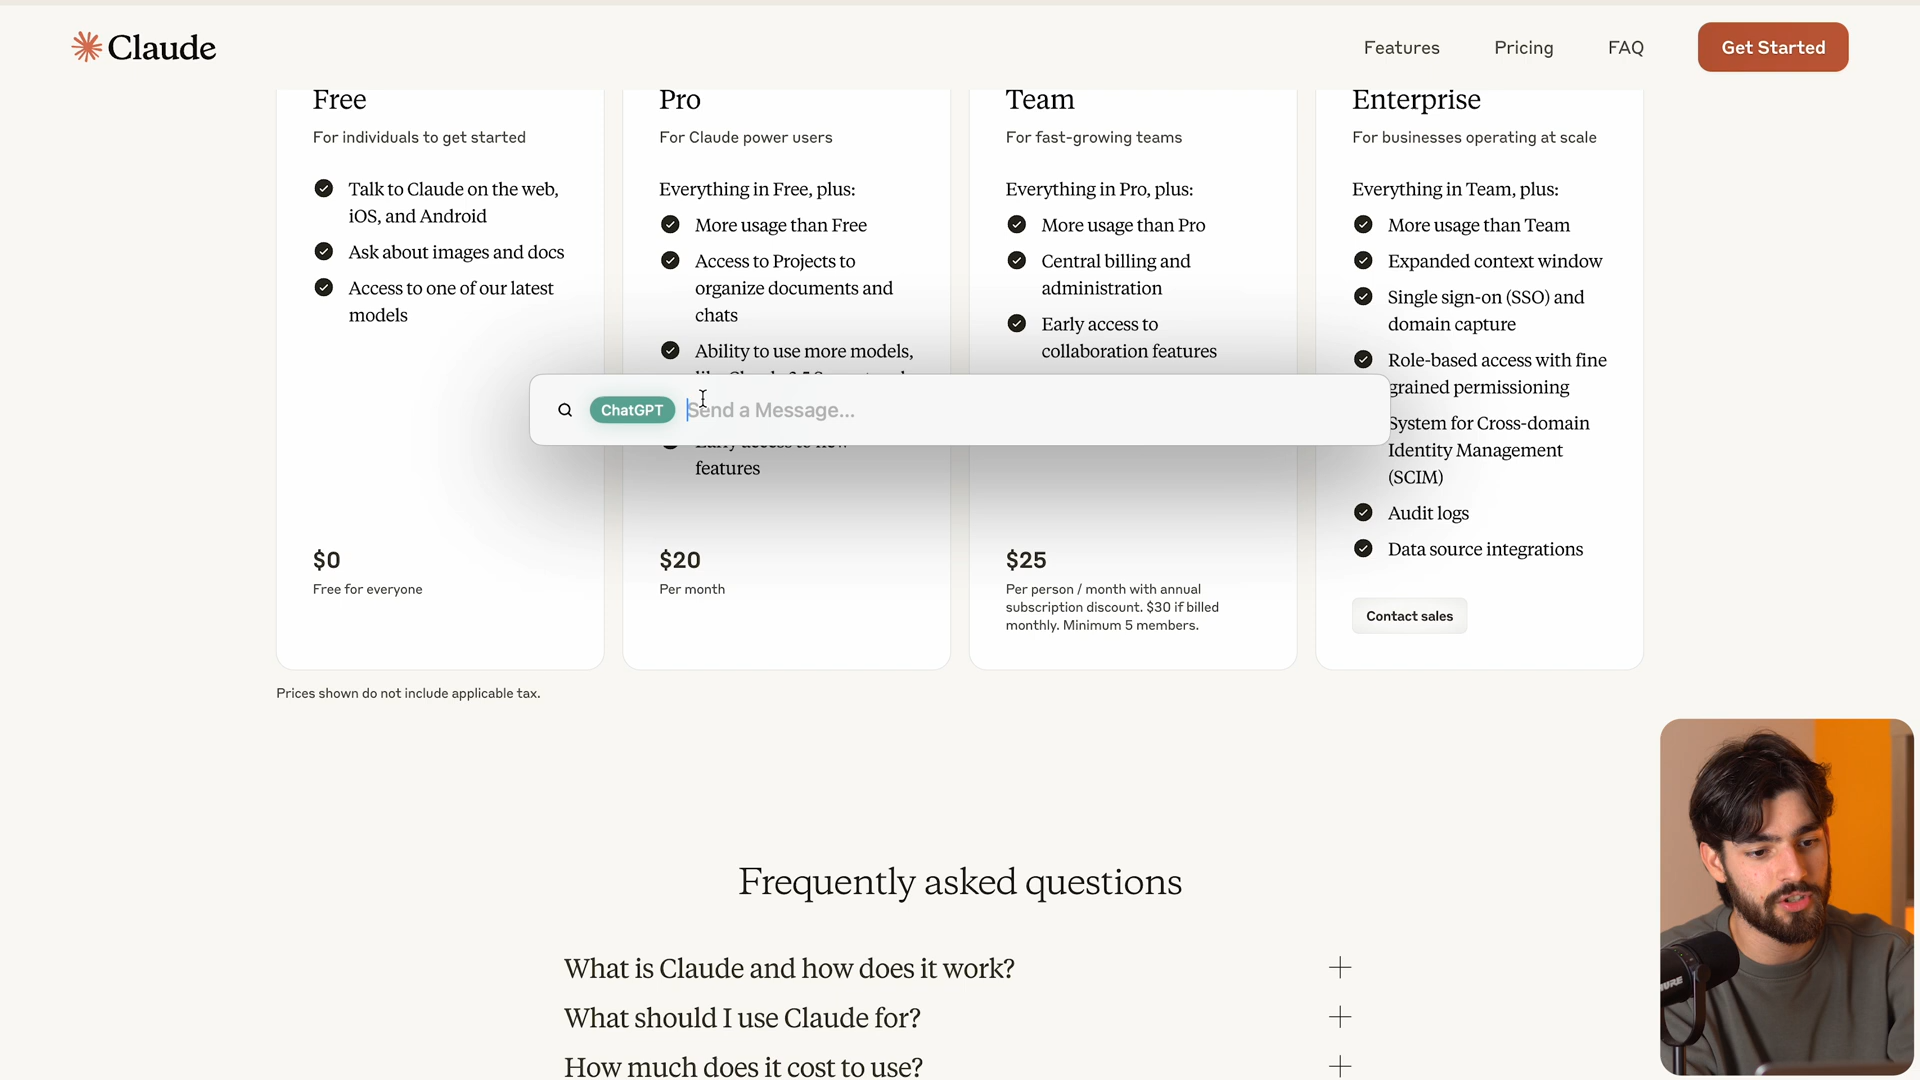 Claude
Features
Pricing
FAQ
Get Started
Free
For individuals to get started
Talk to Claude on the web,
iOS, and Android
Ask about images and docs
Access to one of our latest
models
$0
Free for everyone
Pro
For Claude power users
Everything in Free, plus:
More usage than Free
Access to Projects to
organize documents and
chats
Ability to use more models,
features
$20
Per month
Team
For fast-growing teams
Everything in Pro, plus:
More usage than Pro
Central billing and
administration
Early access to
collaboration features
$25
Per person / month with annual
subscription discount. $30 if billed
monthly. Minimum 5 members.
Enterprise
For businesses operating at scale
Everything in Team, plus:
More usage than Team
Expanded context window
Single sign-on (SSO) and
domain capture
Role-based access with fine
grained permissioning
System for Cross-domain
Identity Management
(SCIM)
Audit logs
Data source integrations
Contact sales
ChatGPT
Send a Message...
Prices shown do not include applicable tax.
Frequently asked questions
What is Claude and how does it work?
What should I use Claude for?
How much does it cost to use?